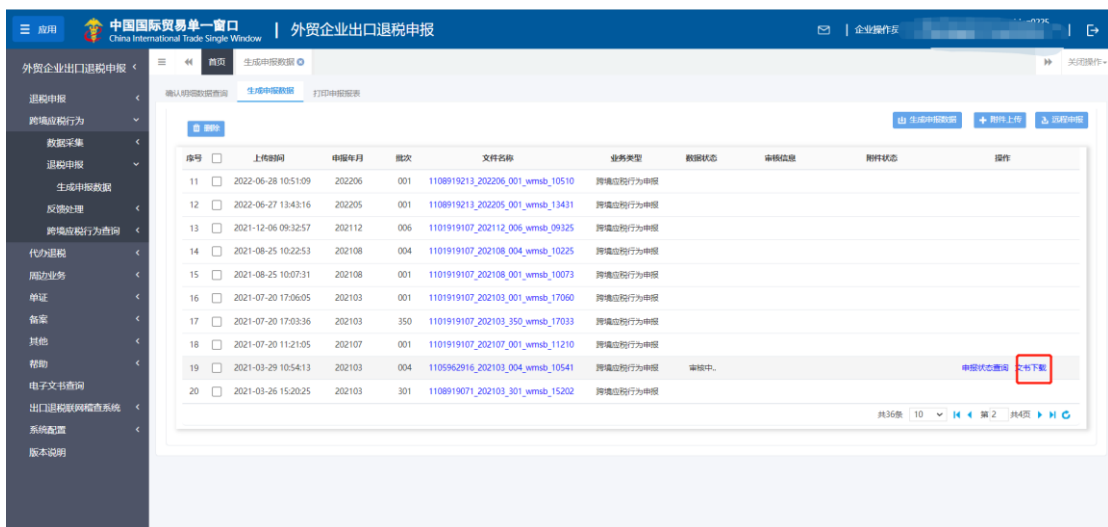 应用 中国国际贸易单一窗口 China International Trade Single Window | 外贸企业出口退税申报 | 企业操作员 |
外贸企业出口退税申报 首页 生成申报数据 关闭操作
确认明细数据查询 生成申报数据 打印申报报表
退税申报
跨境应税行为
数据采集
退税申报
生成申报数据
反馈处理
跨境应税行为查询
代办退税
周边业务
单证
备案
其他
帮助
电子文书查询
出口退税联网稽查系统
系统配置
版本说明
删除 生成申报数据 附件上传 远程申报
序号 上传时间 申报年月 批次 文件名称 业务类型 数据状态 审核信息 附件状态 操作
11 2022-06-28 10:51:09 202206 001 1108919213_202206_001_wmsb_10510 跨境应税行为申报
12 2022-06-27 13:43:16 202205 001 1108919213_202205_001_wmsb_13431 跨境应税行为申报
13 2021-12-06 09:32:57 202112 006 1101919107_202112_006_wmsb_09325 跨境应税行为申报
14 2021-08-25 10:22:53 202108 004 1101919107_202108_004_wmsb_10225 跨境应税行为申报
15 2021-08-25 10:07:31 202108 001 1101919107_202108_001_wmsb_10073 跨境应税行为申报
16 2021-07-20 17:06:05 202103 001 1101919107_202103_001_wmsb_17060 跨境应税行为申报
17 2021-07-20 17:03:36 202103 350 1101919107_202103_350_wmsb_17033 跨境应税行为申报
18 2021-07-20 11:21:05 202107 001 1101919107_202107_001_wmsb_11210 跨境应税行为申报
19 2021-03-29 10:54:13 202103 004 1105962916_202103_004_wmsb_10541 跨境应税行为申报 审核中.. 申报状态查询 文书下载
20 2021-03-26 15:20:25 202103 301 1108919071_202103_301_wmsb_15202 跨境应税行为申报
共36条 10 第 2 共4页